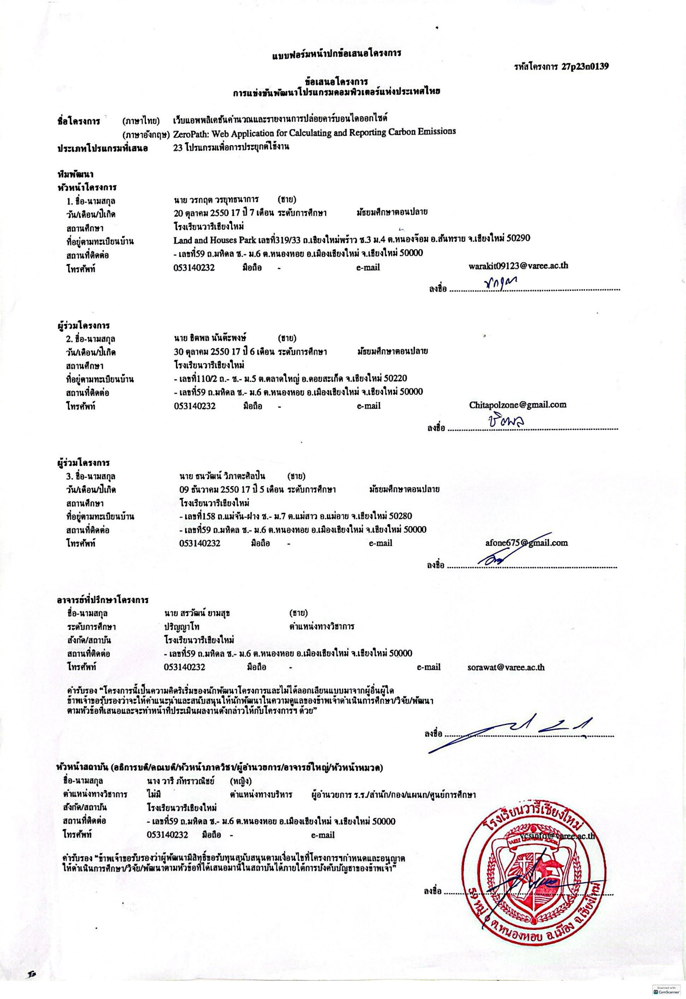 แบบฟอร์มหน้าปกข้อเสนอโครงการ
รหัสโครงการ 27p23n0139
ข้อเสนอโครงการ
การแข่งขันพัฒนาโปรแกรมคอมพิวเตอร์แห่งประเทศไทย
ชื่อโครงการ (ภาษาไทย) เว็บแอพพลิเคชันคำนวณและรายงานการปล่อยคาร์บอนไดออกไซด์
(ภาษาอังกฤษ) ZeroPath: Web Application for Calculating and Reporting Carbon Emissions
ประเภทโปรแกรมที่เสนอ 23 โปรแกรมเพื่อการประยุกต์ใช้งาน
ทีมพัฒนา
หัวหน้าโครงการ
1. ชื่อ-นามสกุล นาย วรกฤต วรยุทธนาการ (ชาย)
วัน/เดือน/ปีเกิด 20 ตุลาคม 2550 17 ปี 7 เดือน ระดับการศึกษา มัธยมศึกษาตอนปลาย
สถานศึกษา โรงเรียนวารีเชียงใหม่
ที่อยู่ตามทะเบียนบ้าน Land and Houses Park เลขที่319/33 ถ.เชียงใหม่พร้าว ซ.3 ม.4 ต.หนองจ๊อม อ.สันทราย จ.เชียงใหม่ 50290
สถานที่ติดต่อ - เลขที่59 ถ.มหิดล ซ.- ม.6 ต.หนองหอย อ.เมืองเชียงใหม่ จ.เชียงใหม่ 50000
โทรศัพท์ 053140232 มือถือ - e-mail warakit09123@varee.ac.th
ลงชื่อ ........................................
ผู้ร่วมโครงการ
2. ชื่อ-นามสกุล นาย ชิตพล นันต๊ะพงษ์ (ชาย)
วัน/เดือน/ปีเกิด 30 ตุลาคม 2550 17 ปี 6 เดือน ระดับการศึกษา มัธยมศึกษาตอนปลาย
สถานศึกษา โรงเรียนวารีเชียงใหม่
ที่อยู่ตามทะเบียนบ้าน - เลขที่110/2 ถ.- ซ.- ม.5 ต.ตลาดใหญ่ อ.ดอยสะเก็ด จ.เชียงใหม่ 50220
สถานที่ติดต่อ - เลขที่59 ถ.มหิดล ซ.- ม.6 ต.หนองหอย อ.เมืองเชียงใหม่ จ.เชียงใหม่ 50000
โทรศัพท์ 053140232 มือถือ - e-mail Chitapolzone@gmail.com
ลงชื่อ ชิตพล
ผู้ร่วมโครงการ
3. ชื่อ-นามสกุล นาย ธนวัฒน์ วิภาตะศิลปิน (ชาย)
วัน/เดือน/ปีเกิด 09 ธันวาคม 2550 17 ปี 5 เดือน ระดับการศึกษา มัธยมศึกษาตอนปลาย
สถานศึกษา โรงเรียนวารีเชียงใหม่
ที่อยู่ตามทะเบียนบ้าน - เลขที่158 ถ.แม่จัน-ฝาง ซ.- ม.7 ต.แม่สาว อ.แม่อาย จ.เชียงใหม่ 50280
สถานที่ติดต่อ - เลขที่59 ถ.มหิดล ซ.- ม.6 ต.หนองหอย อ.เมืองเชียงใหม่ จ.เชียงใหม่ 50000
โทรศัพท์ 053140232 มือถือ - e-mail afone675@gmail.com
ลงชื่อ ........................................
อาจารย์ที่ปรึกษาโครงการ
ชื่อ-นามสกุล นาย สรวัฒน์ ยามสุข (ชาย)
ระดับการศึกษา ปริญญาโท ตำแหน่งทางวิชาการ
สังกัด/สถาบัน โรงเรียนวารีเชียงใหม่
สถานที่ติดต่อ - เลขที่59 ถ.มหิดล ซ.- ม.6 ต.หนองหอย อ.เมืองเชียงใหม่ จ.เชียงใหม่ 50000
โทรศัพท์ 053140232 มือถือ - e-mail sorawat@varee.ac.th
คำรับรอง “โครงการนี้เป็นความคิดริเริ่มของนักพัฒนาโครงการและไม่ได้ลอกเลียนแบบมาจากผู้อื่นผู้ใด
ข้าพเจ้าขอรับรองว่าจะให้คำแนะนำและสนับสนุนให้นักพัฒนาในความดูแลของข้าพเจ้าดำเนินการศึกษา/วิจัย/พัฒนา
ตามหัวข้อที่เสนอและจะทำหน้าที่ประเมินผลงานดังกล่าวให้กับโครงการฯ ด้วย”
ลงชื่อ ........................................
หัวหน้าสถาบัน (อธิการบดี/คณบดี/หัวหน้าภาควิชา/ผู้อำนวยการ/อาจารย์ใหญ่/หัวหน้าหมวด)
ชื่อ-นามสกุล นาง วารี ภัทราวณิชย์ (หญิง)
ตำแหน่งทางวิชาการ ไม่มี ตำแหน่งทางบริหาร ผู้อำนวยการ ร.ร./สำนัก/กอง/แผนก/ศูนย์การศึกษา
สังกัด/สถาบัน โรงเรียนวารีเชียงใหม่
สถานที่ติดต่อ - เลขที่59 ถ.มหิดล ซ.- ม.6 ต.หนองหอย อ.เมืองเชียงใหม่ จ.เชียงใหม่ 50000
โทรศัพท์ 053140232 มือถือ - e-mail vcsinfo@varee.ac.th
คำรับรอง “ข้าพเจ้าขอรับรองว่าผู้พัฒนามีสิทธิ์ขอรับทุนสนับสนุนตามเงื่อนไขที่โครงการฯกำหนดและอนุญาต
ให้ดำเนินการศึกษา/วิจัย/พัฒนาตามหัวข้อที่ได้เสนอมานี้ในสถาบันได้ภายใต้การบังคับบัญชาของข้าพเจ้า”
ลงชื่อ ........................................
โรงเรียนวารีเชียงใหม่
VAREE CHIANGMAI SCHOOL
59 หมู่ ๖ ต.หนองหอย อ.เมือง จ.เชียงใหม่
Scanned with
CS CamScanner